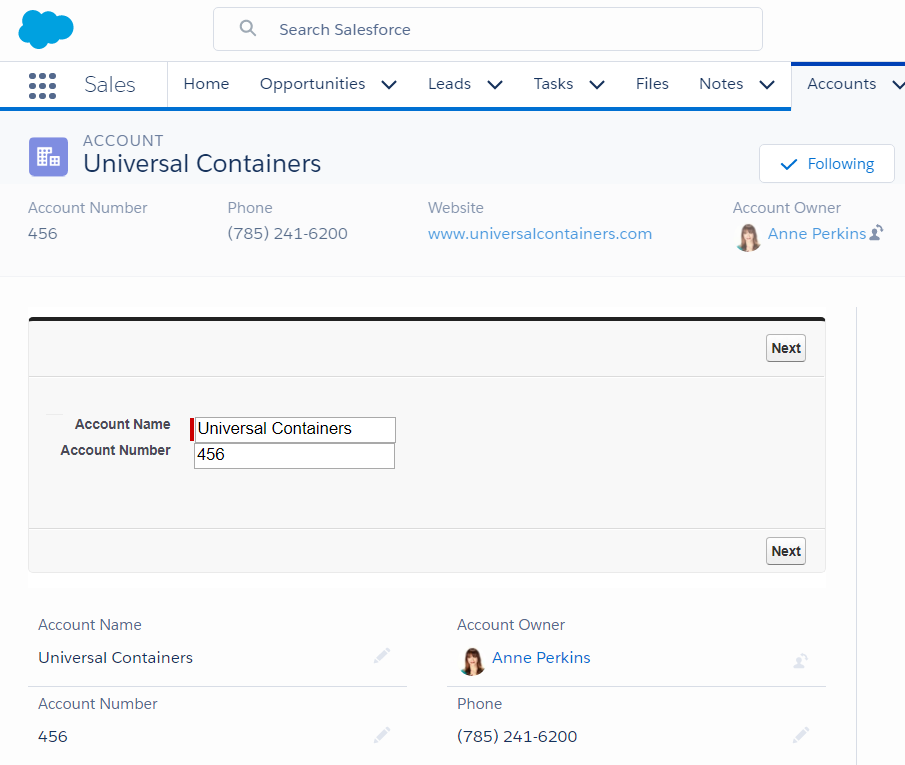 Search Salesforce
Sales Home Opportunities Leads Tasks Files Notes Accounts
ACCOUNT
Universal Containers
Following
Account Number Phone Website Account Owner
456 (785) 241-6200 www.universalcontainers.com Anne Perkins
Next
Account Name Universal Containers
Account Number 456
Next
Account Name Account Owner
Universal Containers Anne Perkins
Account Number Phone
456 (785) 241-6200